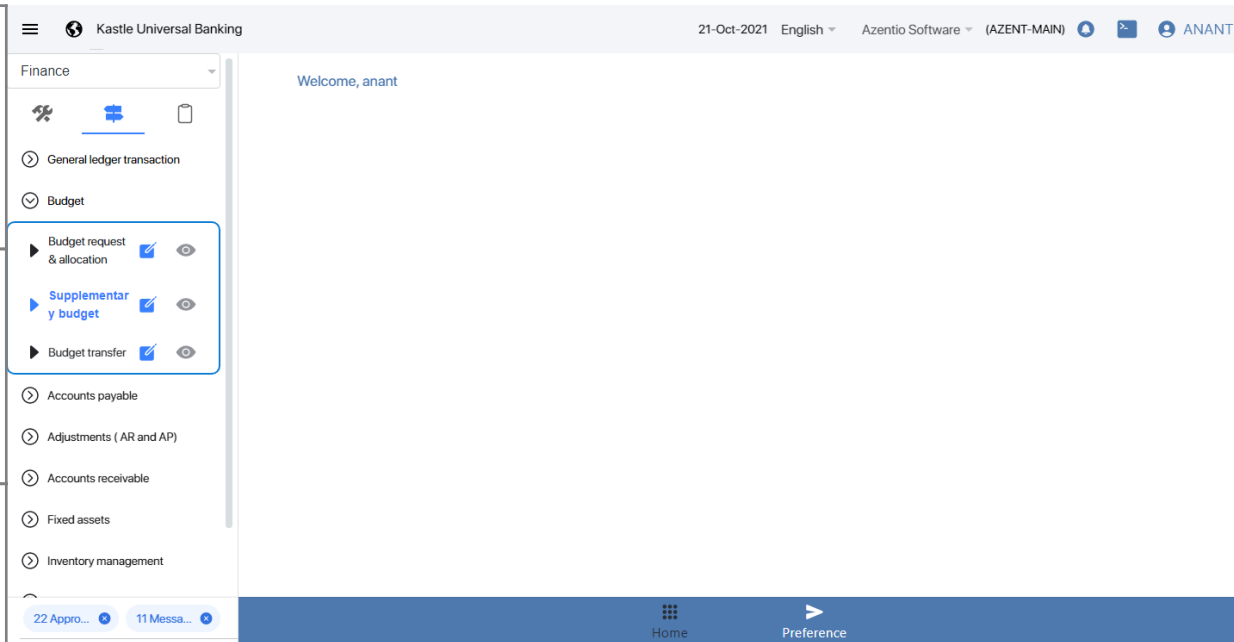 Kastle Universal Banking
21-Oct-2021 English Azentio Software (AZENT-MAIN) ANANT
Finance
Welcome, anant
General ledger transaction
Budget
Budget request
& allocation
Supplementar
y budget
Budget transfer
Accounts payable
Adjustments ( AR and AP)
Accounts receivable
Fixed assets
Inventory management
22 Appro... 11 Messa...
Home Preference